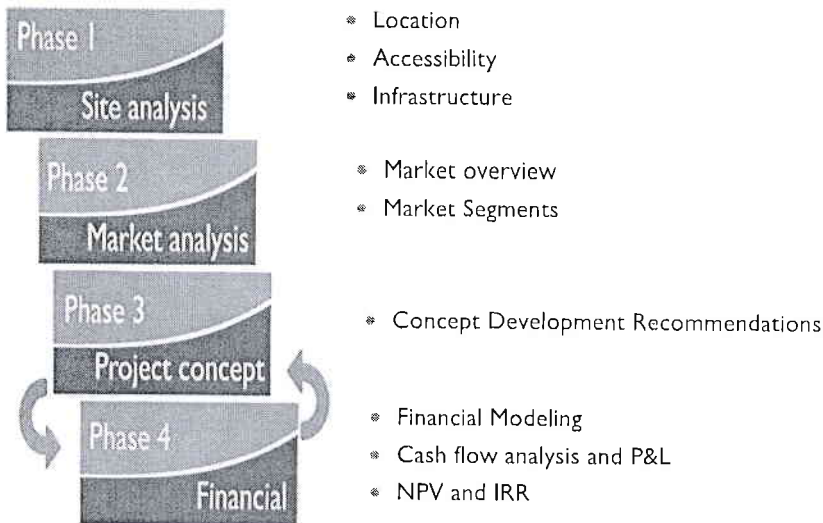 Phase 1
Site analysis
• Location
• Accessibility
• Infrastructure
Phase 2
Market analysis
• Market overview
• Market Segments
Phase 3
Project concept
• Concept Development Recommendations
Phase 4
Financial
• Financial Modeling
• Cash flow analysis and P&L
• NPV and IRR